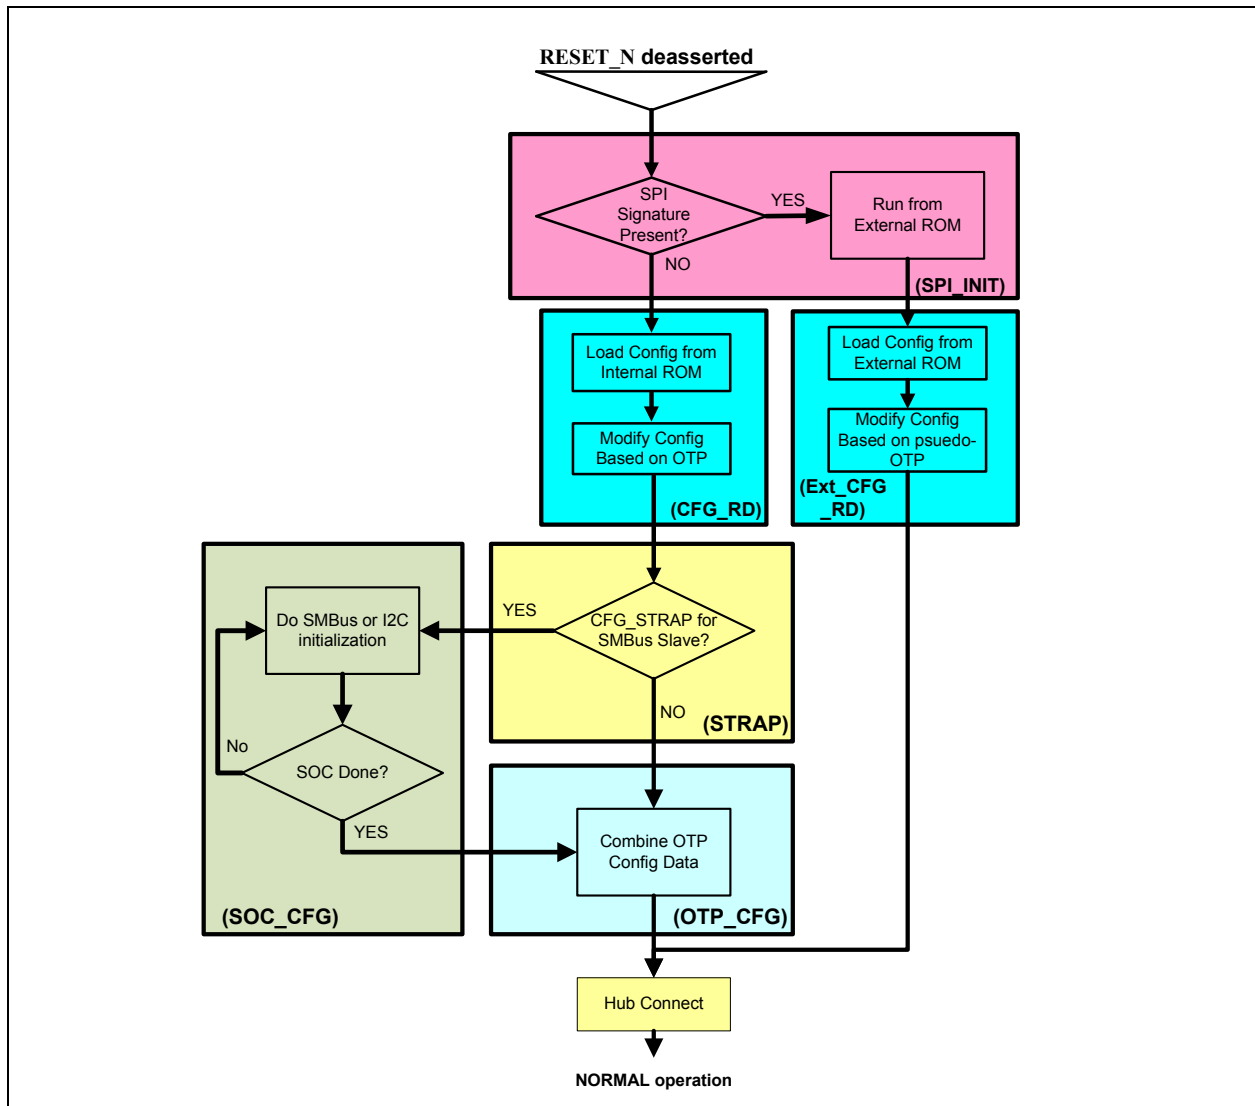 RESET_N deasserted
SPI
Signature
Present?
YES
Run from
External ROM
NO
(SPI_INIT)
Load Config from
Internal ROM
Load Config from
External ROM
Modify Config
Based on OTP
Modify Config
Based on psuedo-
OTP
(CFG_RD)
(Ext_CFG
_RD)
Do SMBus or I2C
initialization
YES
CFG_STRAP for
SMBus Slave?
NO
(STRAP)
No
SOC Done?
YES
Combine OTP
Config Data
(SOC_CFG)
(OTP_CFG)
Hub Connect
NORMAL operation